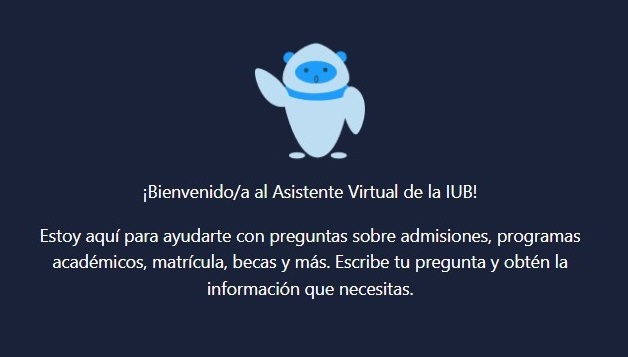 ¡Bienvenido/a al Asistente Virtual de la IUB!
Estoy aquí para ayudarte con preguntas sobre admisiones, programas
académicos, matrícula, becas y más. Escribe tu pregunta y obtén la
información que necesitas.